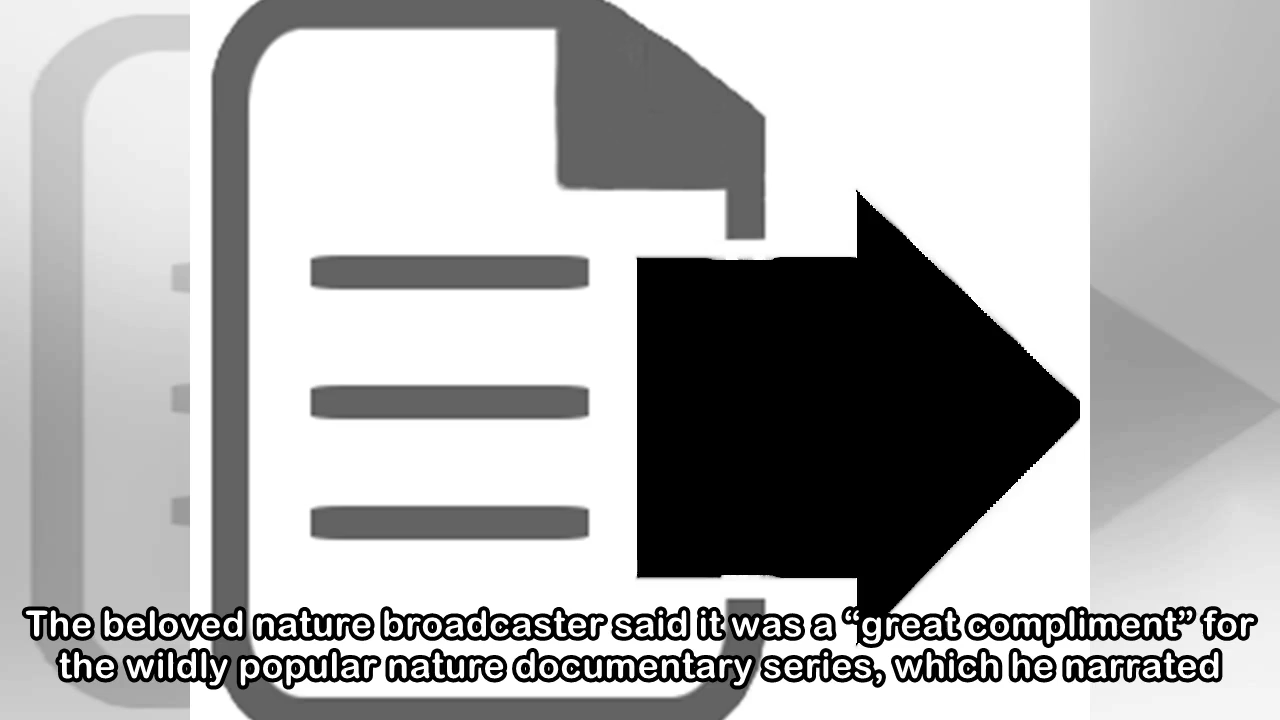 The beloved nature broadcaster said it was a “great compliment” for
the wildly popular nature documentary series, which he narrated